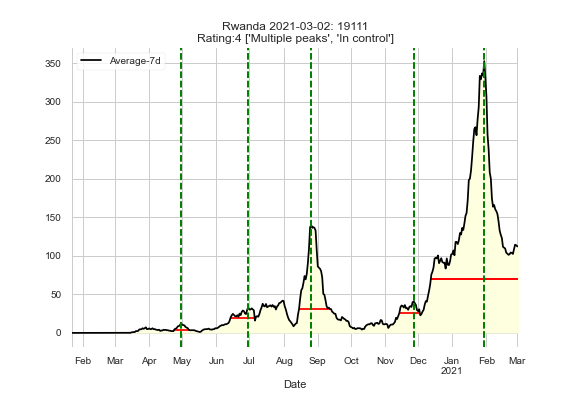 Rwanda 2021-03-02: 19111
Rating:4 ['Multiple peaks', 'In control']
Average-7d
350
300
250
200
150
100
50
0
Feb Mar Apr May Jun Jul Aug Sep Oct Nov Dec Jan Feb Mar
2021
Date